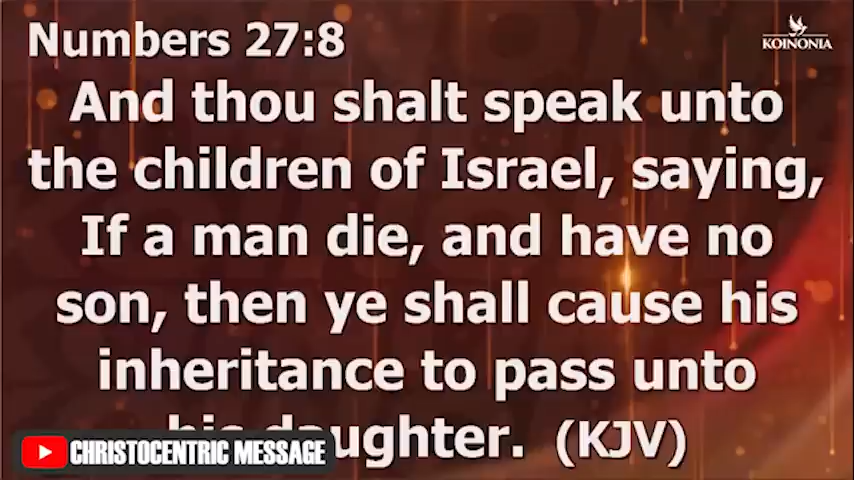 Numbers 27:8
KOINONIA
And thou shalt speak unto
the children of Israel, saying,
If a man die, and have no
son, then ye shall cause his
inheritance to pass unto
his daughter. (KJV)
CHRISTOCENTRIC MESSAGE